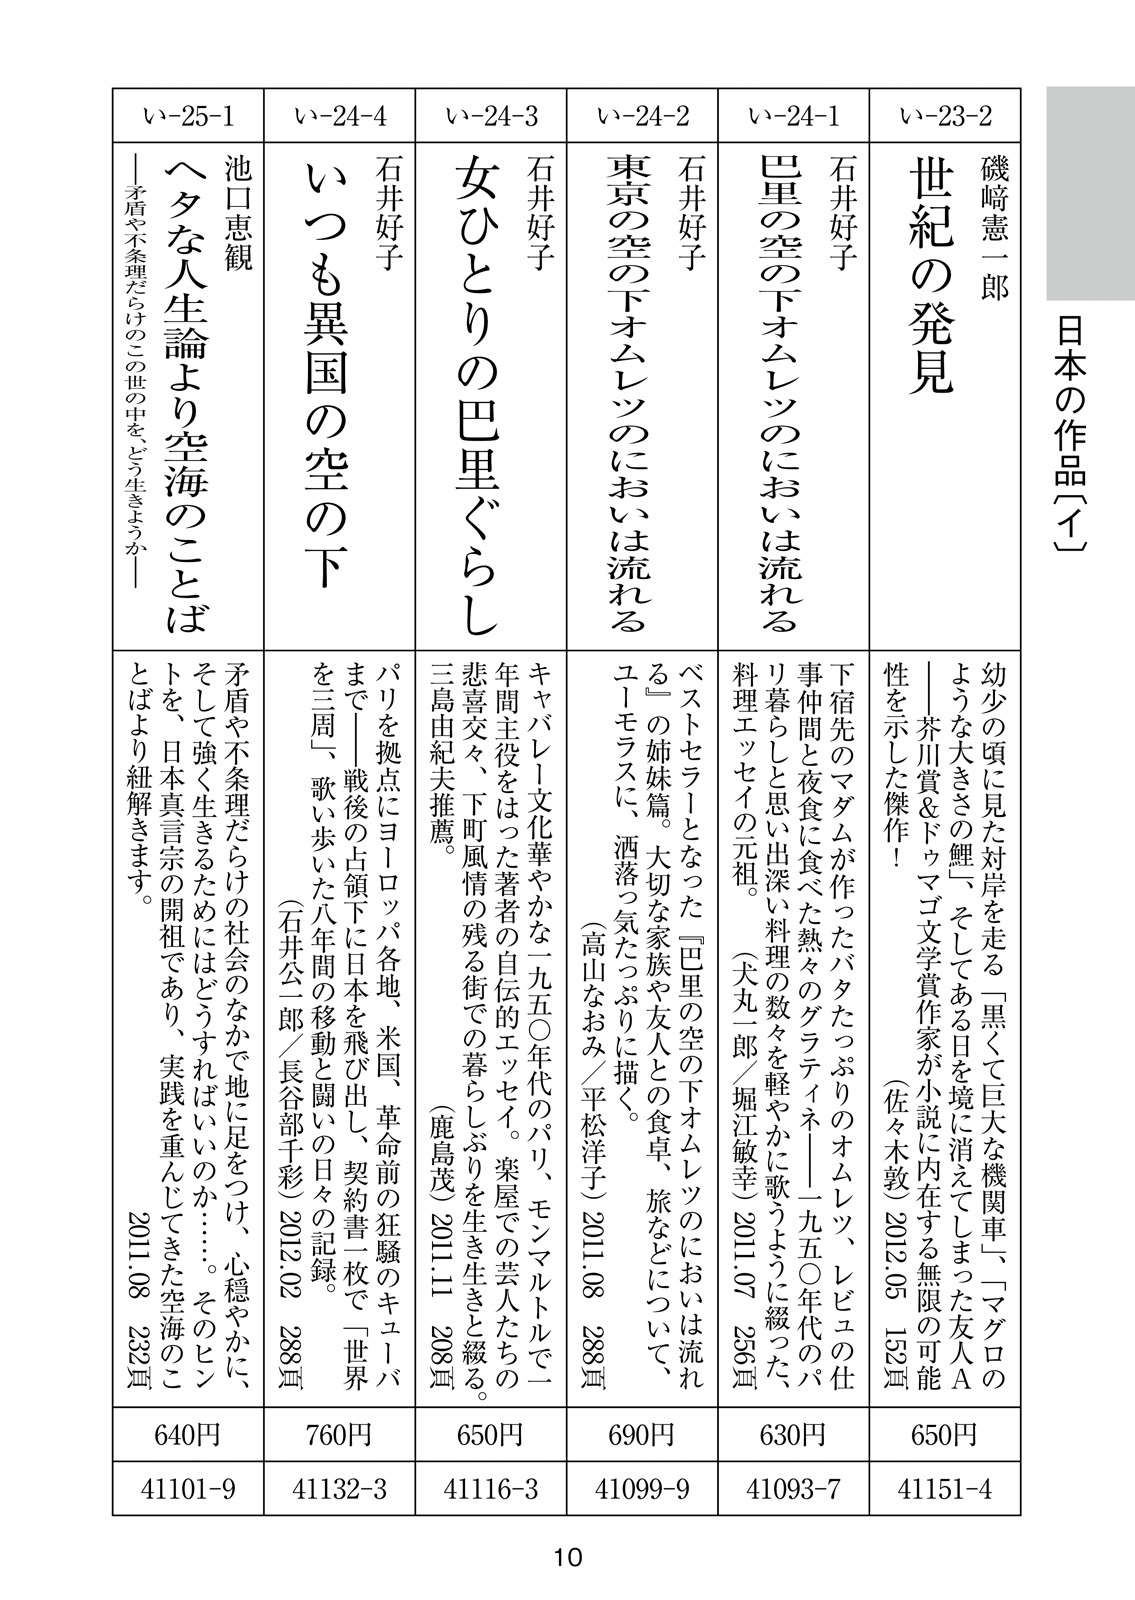 日本の作品〔イ〕
い-23-2
磯﨑憲一郎
世紀の発見
幼少の頃に見た対岸を走る「黒くて巨大な機関車」、「マグロの
ような大きさの鯉」、そしてある日を境に消えてしまった友人A
――芥川賞&ドゥマゴ文学賞作家が小説に内在する無限の可能
性を示した傑作！　（佐々木敦）2012.05　152頁
650円
41151-4
い-24-1
石井好子
巴里の空の下オムレツのにおいは流れる
下宿先のマダムが作ったバタたっぷりのオムレツ、レビュの仕
事仲間と夜食に食べた熱々のグラティネ――一九五〇年代のパ
リ暮らしと思い出深い料理の数々を軽やかに歌うように綴った、
料理エッセイの元祖。　（犬丸一郎／堀江敏幸）2011.07　256頁
630円
41093-7
い-24-2
石井好子
東京の空の下オムレツのにおいは流れる
ベストセラーとなった『巴里の空の下オムレツのにおいは流れ
る』の姉妹篇。大切な家族や友人との食卓、旅などについて、
ユーモラスに、洒落っ気たっぷりに描く。
（高山なおみ／平松洋子）2011.08　288頁
690円
41099-9
い-24-3
石井好子
女ひとりの巴里ぐらし
キャバレー文化華やかな一九五〇年代のパリ、モンマルトルで一
年間主役をはった著者の自伝的エッセイ。楽屋での芸人たちの
悲喜交々、下町風情の残る街での暮らしぶりを生き生きと綴る。
三島由紀夫推薦。　（鹿島茂）2011.11　208頁
650円
41116-3
い-24-4
石井好子
いつも異国の空の下
パリを拠点にヨーロッパ各地、米国、革命前の狂騒のキューバ
まで――戦後の占領下に日本を飛び出し、契約書一枚で「世界
を三周」、歌い歩いた八年間の移動と闘いの日々の記録。
（石井公一郎／長谷部千彩）2012.02　288頁
760円
41132-3
い-25-1
池口恵観
ヘタな人生論より空海のことば
――矛盾や不条理だらけのこの世の中を、どう生きようか――
矛盾や不条理だらけの社会のなかで地に足をつけ、心穏やかに、
そして強く生きるためにはどうすればいいのか……。そのヒン
トを、日本真言宗の開祖であり、実践を重んじてきた空海のこ
とばより紐解きます。　2011.08　232頁
640円
41101-9
10